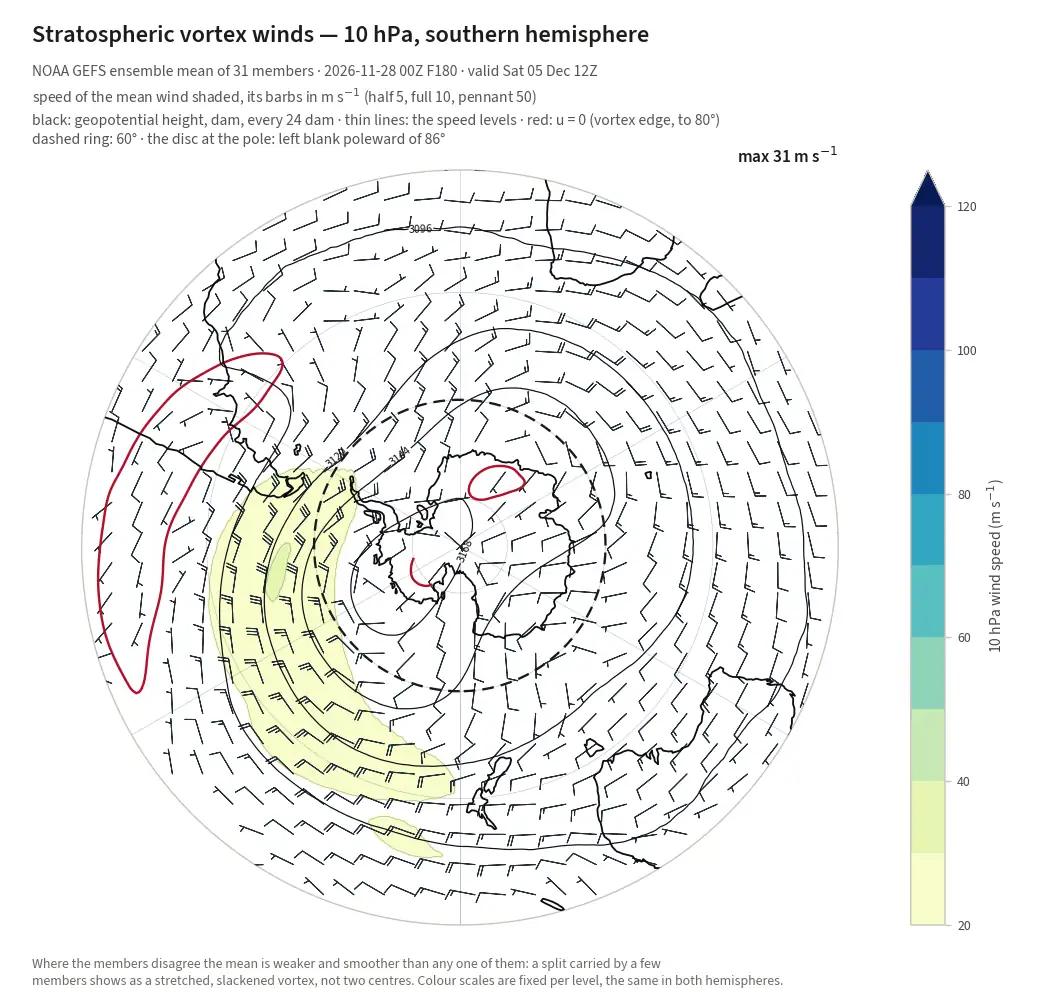 Stratospheric vortex winds — 10 hPa, southern hemisphere
NOAA GEFS ensemble mean of 31 members · 2026-11-28 00Z F180 · valid Sat 05 Dec 12Z
speed of the mean wind shaded, its barbs in m s⁻¹ (half 5, full 10, pennant 50)
black: geopotential height, dam, every 24 dam · thin lines: the speed levels · red: u = 0 (vortex edge, to 80°)
dashed ring: 60° · the disc at the pole: left blank poleward of 86°
max 31 m s⁻¹
3096
3120
3144
3168
120
100
80
60
40
20
10 hPa wind speed (m s⁻¹)
Where the members disagree the mean is weaker and smoother than any one of them: a split carried by a few
members shows as a stretched, slackened vortex, not two centres. Colour scales are fixed per level, the same in both hemispheres.